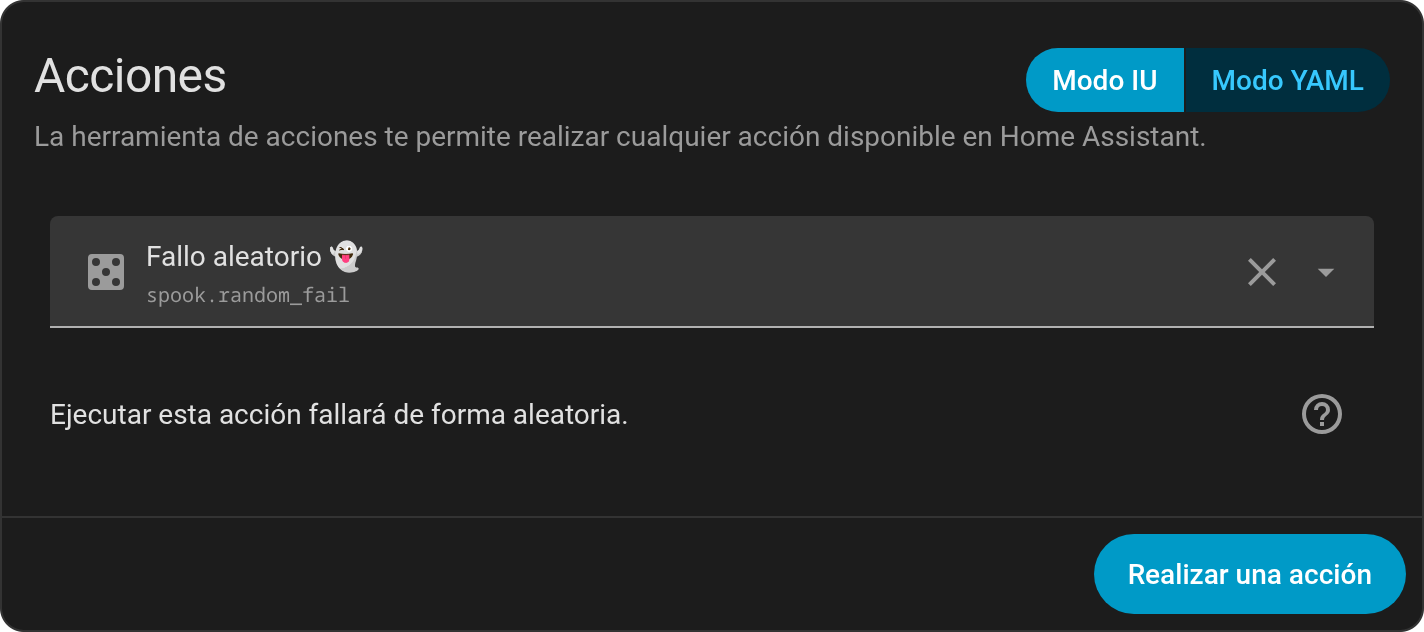 Acciones
Modo IU
Modo YAML
La herramienta de acciones te permite realizar cualquier acción disponible en Home Assistant.
Fallo aleatorio 👻
spook.random_fail
Ejecutar esta acción fallará de forma aleatoria.
Realizar una acción